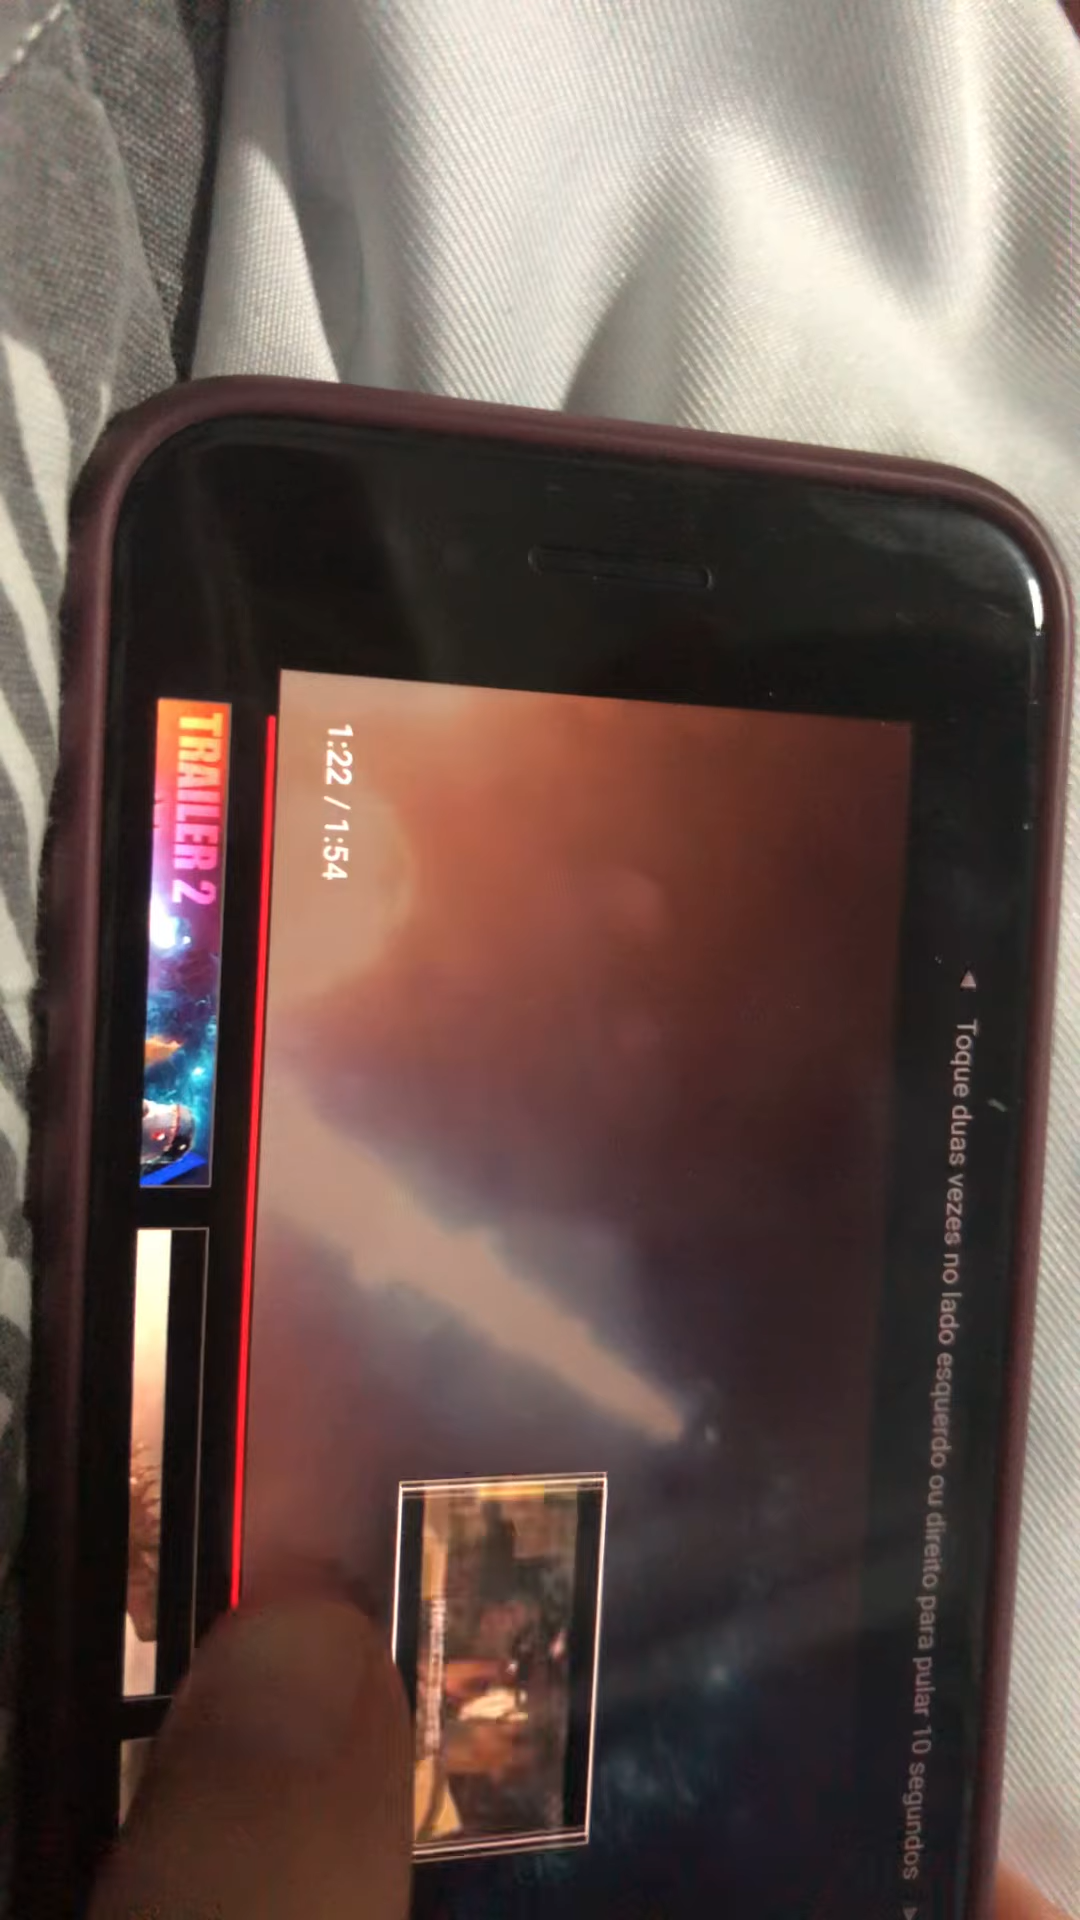 Toque duas vezes no lado esquerdo ou direito para pular 10 segundos
1:22 / 1:54
TRAILER 2